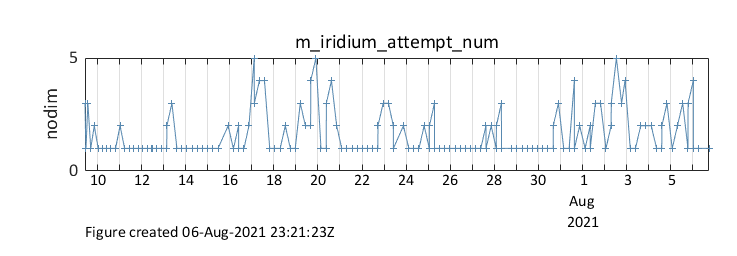 m_iridium_attempt_num
5
nodim
0
10 12 14 16 18 20 22 24 26 28 30 1 3 5
Aug
2021
Figure created 06-Aug-2021 23:21:23Z